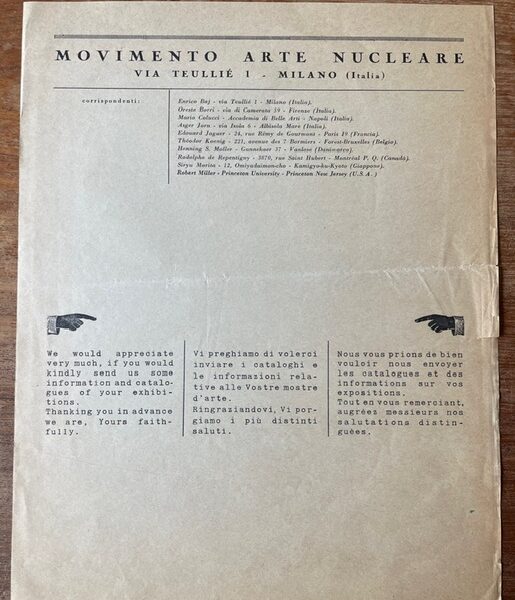 MOVIMENTO ARTE NUCLEARE
VIA TEULLIÉ 1 - MILANO (Italia)
corrispondenti:
Enrico Baj - via Teullié 1 - Milano (Italia).
Oreste Borri - via di Camerata 59 - Firenze (Italia).
Mario Colucci - Accademia di Belle Arti - Napoli (Italia).
Asger Jorn - via Isola 6 - Albisola Mare (Italia).
Edouard Jaguer - 24, rue Rémy de Gourmont - Paris 19 (Francia).
Théodor Koenig - 221, avenue des 7 Bonniers - Forest-Bruxelles (Belgio).
Henning S. Moller - Gunnekaer 37 - Vanlose (Danimarca).
Rodolphe de Repentigny - 3870, rue Saint Hubert - Montréal P. Q. (Canadà).
Siryu Morita - 12, Omiyadaimon-cho - Kamigyo-ku-Kyoto (Giappone).
Robert Miller - Princeton University - Princeton New Jersey (U.S.A.)
We would appreciate
very much, if you would
kindly send us some
information and catalo-
gues of your exhibi-
tions.
Thanking you in advance
we are, Yours faith-
fully.
Vi preghiamo di volerci
inviare i cataloghi e
le informazioni rela-
tive alle Vostre mostre
d'arte.
Ringraziandovi, Vi por-
giamo i più distinti
saluti.
Nous vous prions de bien
vouloir nous envoyer
les catalogues et des
informations sur vos
expositions.
Tout en vous remerciant,
augréez messieurs nos
salutations distin-
guées.